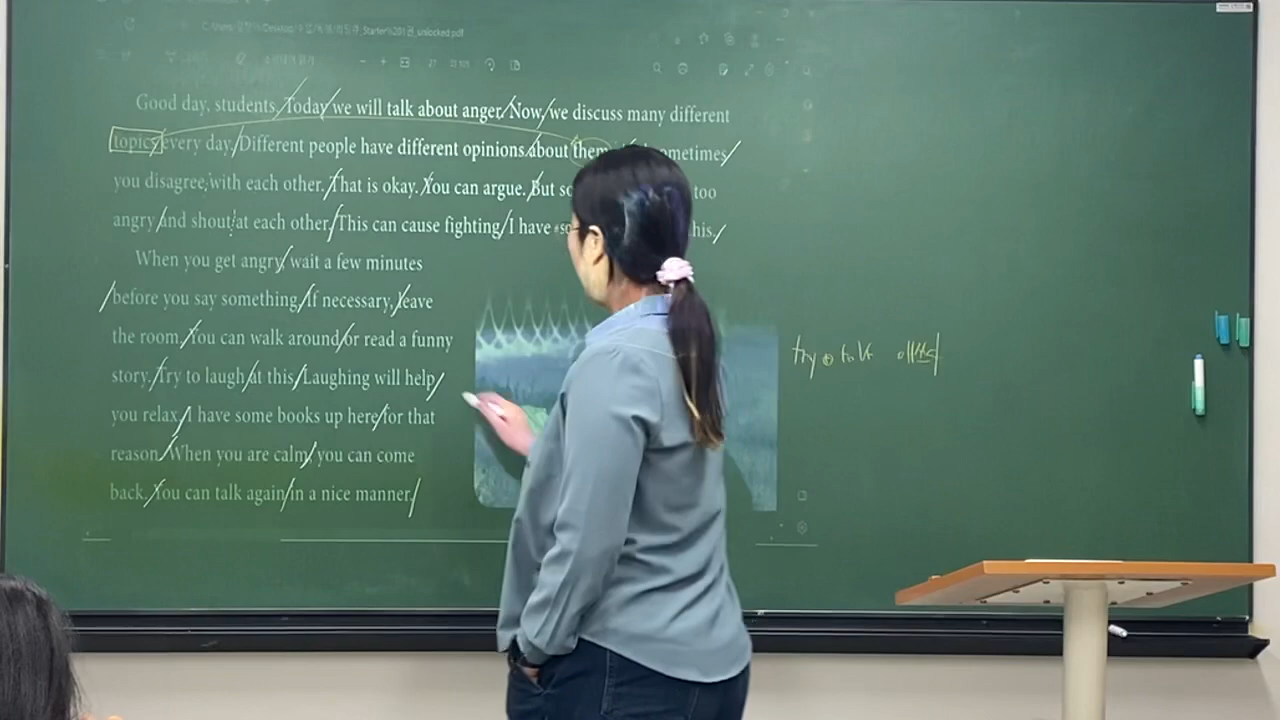 Good day, students. Today we will talk about anger. Now, we discuss many different
topics every day. Different people have different opinions about them sometimes
you disagree with each other. That is okay. You can argue. But too
angry and shout at each other. This can cause fighting. I have this.
When you get angry, wait a few minutes
before you say something. If necessary, leave
the room. You can walk around or read a funny
story. Try to laugh at this. Laughing will help
you relax. I have some books up here for that
reason. When you are calm, you can come
back. You can talk again in a nice manner.
try